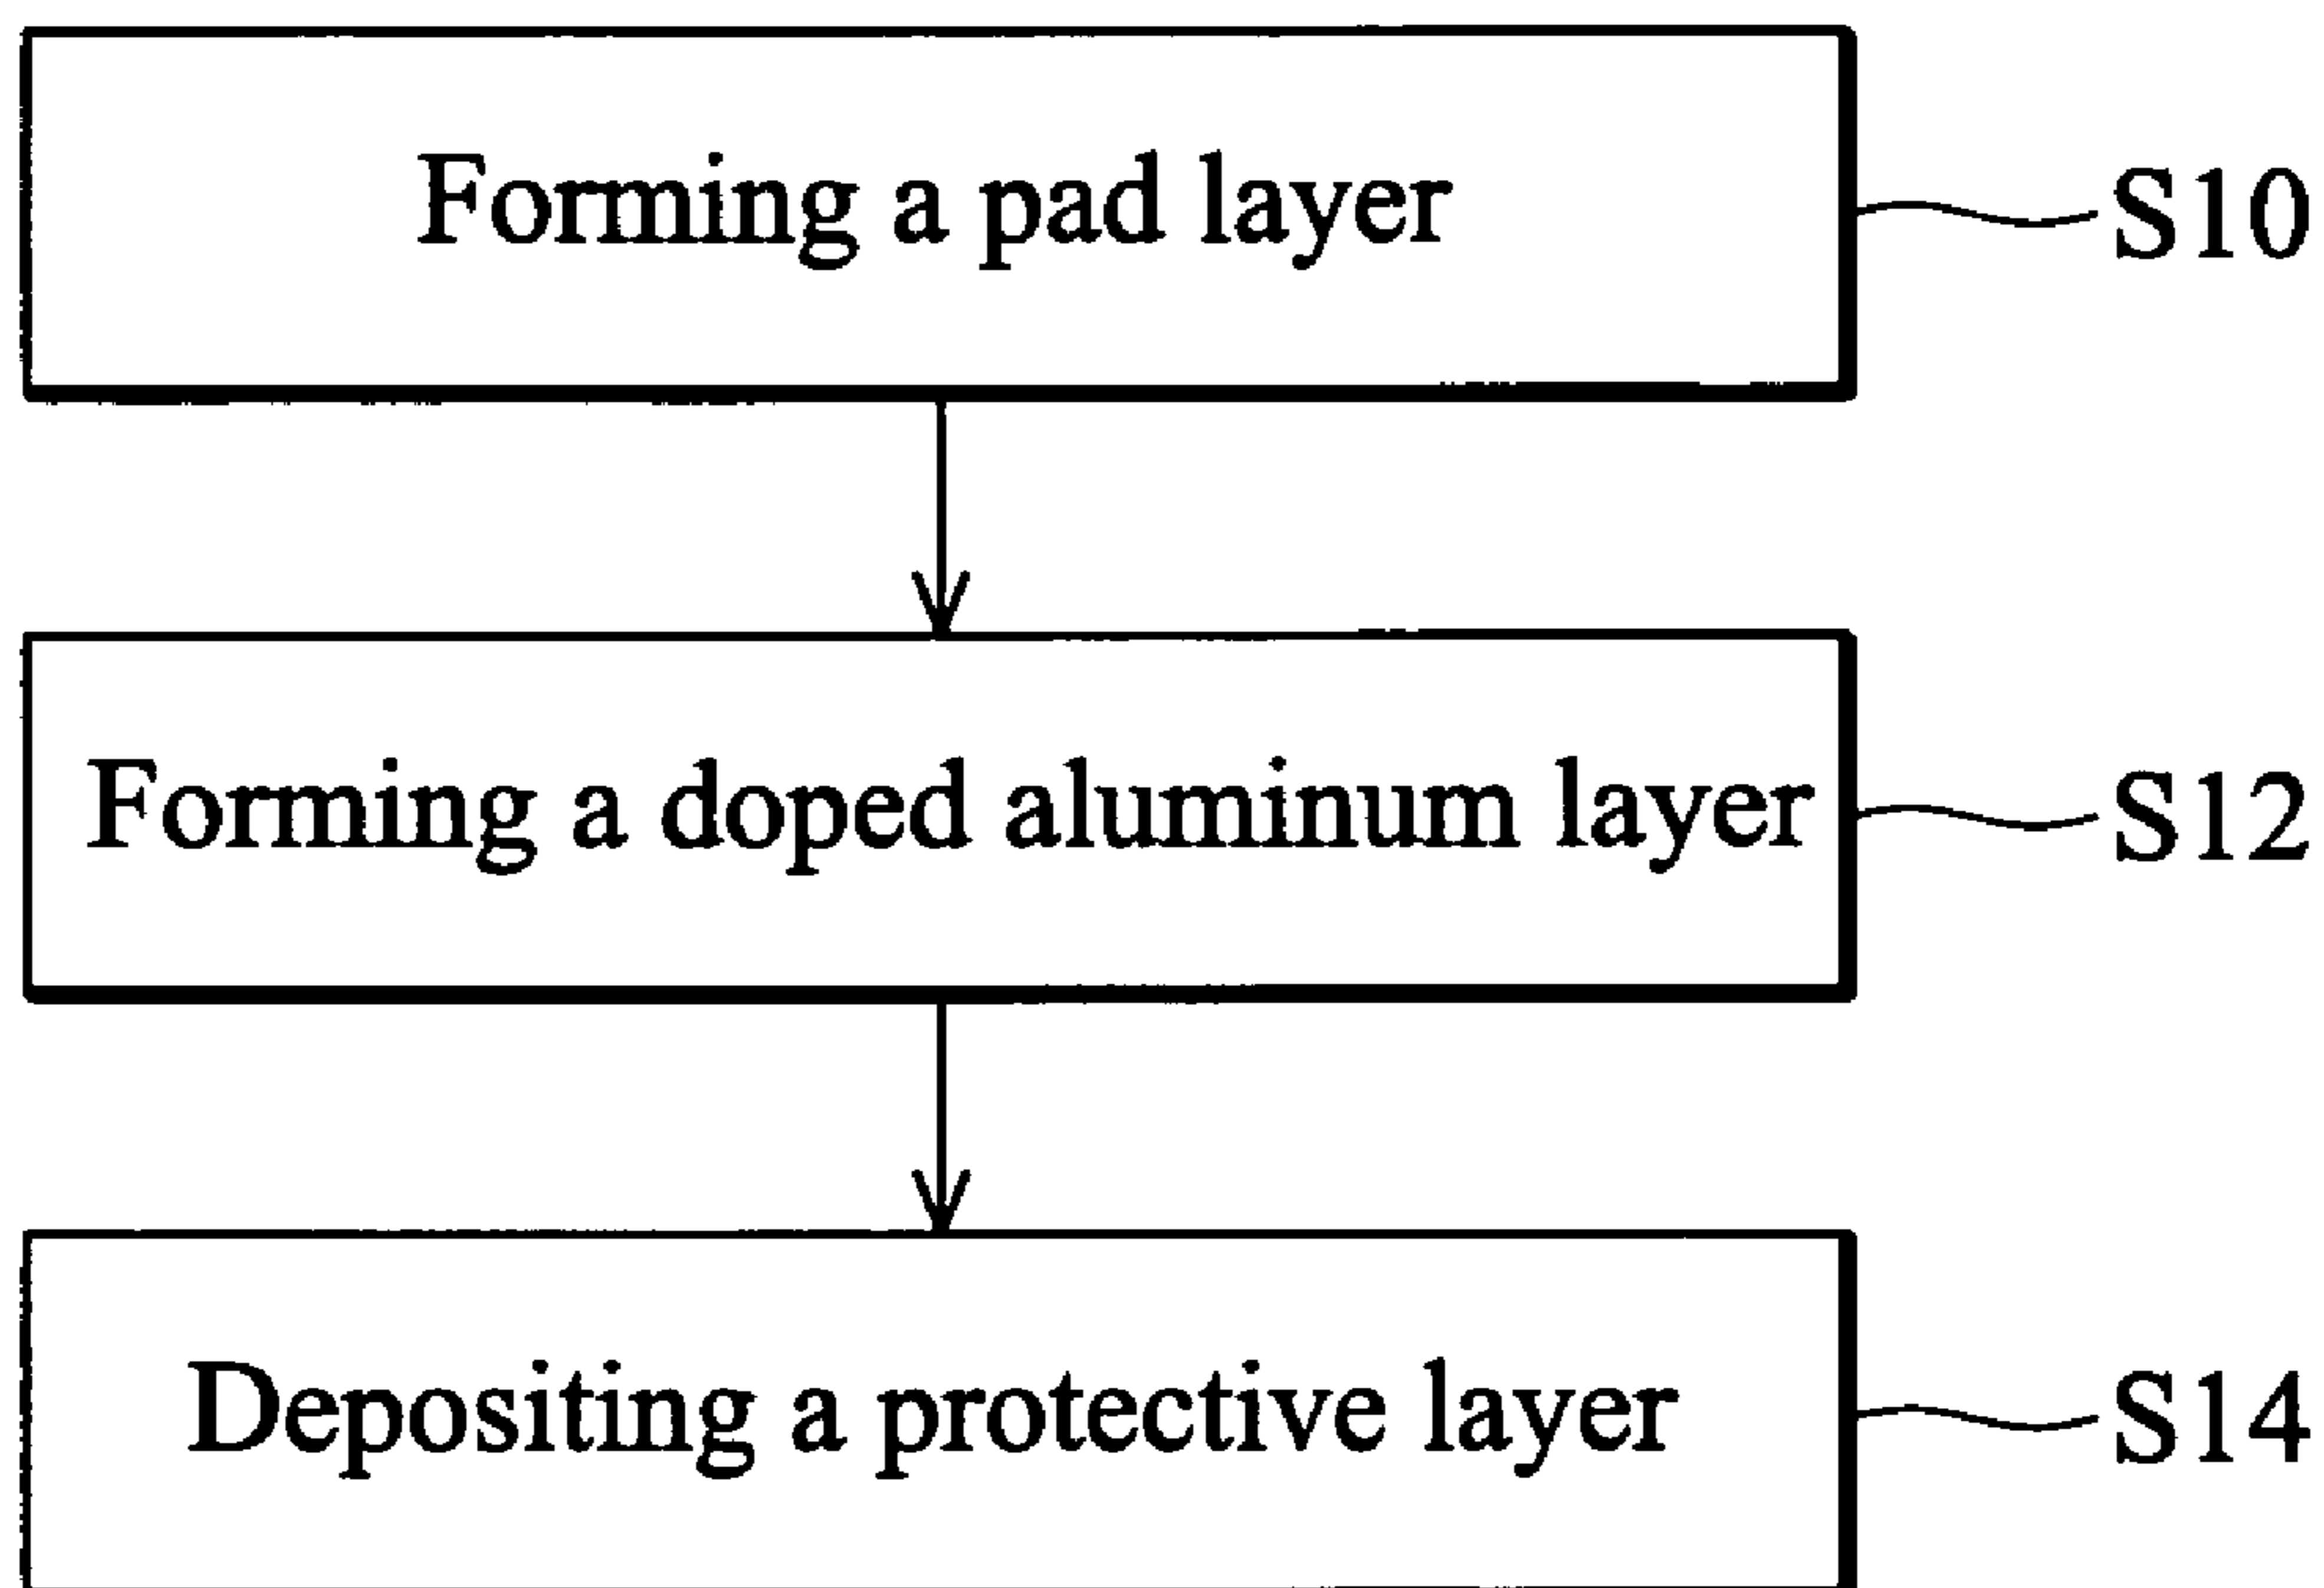 Forming a pad layer
S10
Forming a doped aluminum layer
S12
Depositing a protective layer
S14